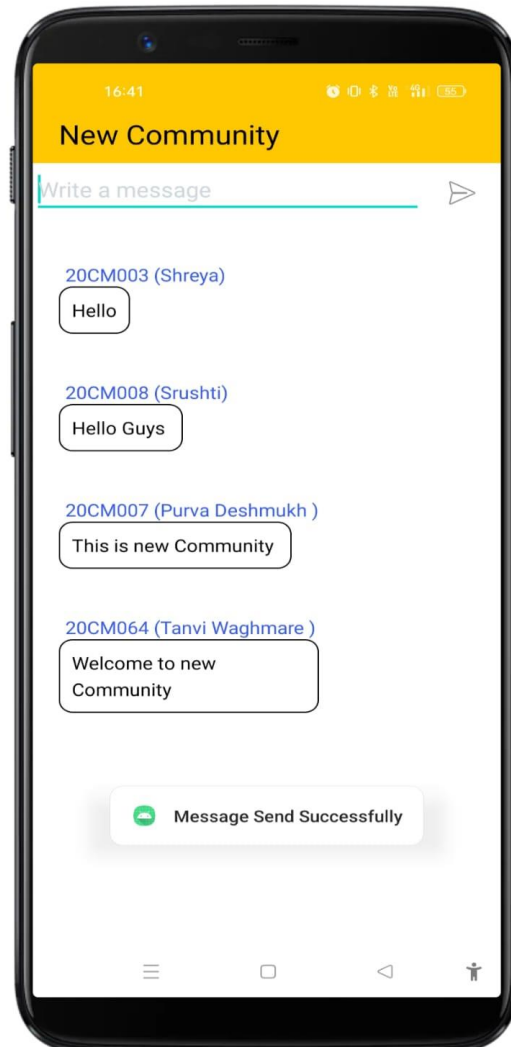 16:41
55
New Community
Write a message
20CM003 (Shreya)
Hello
20CM008 (Srushti)
Hello Guys
20CM007 (Purva Deshmukh )
This is new Community
20CM064 (Tanvi Waghmare )
Welcome to new
Community
Message Send Successfully